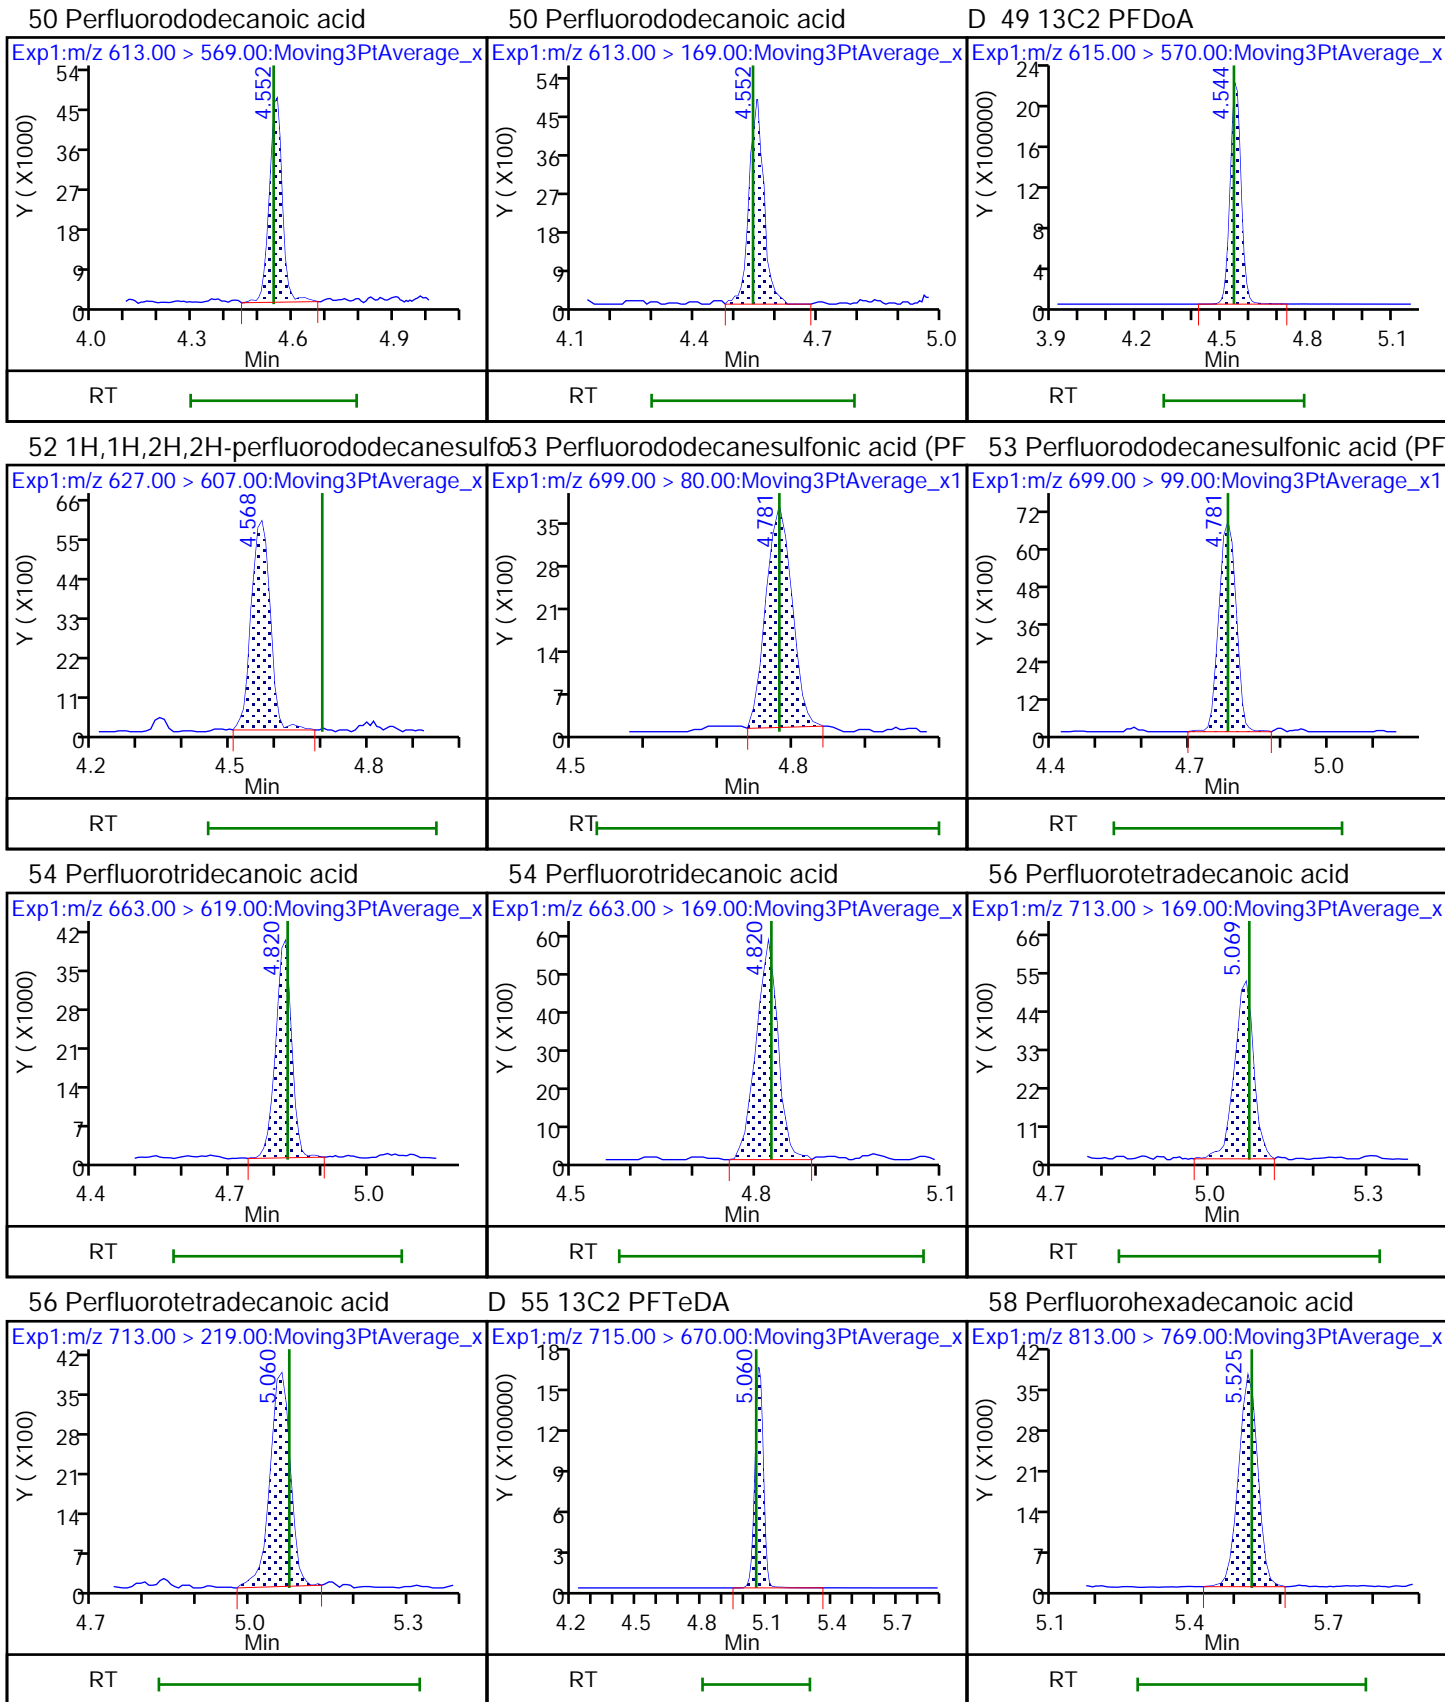 50 Perfluorododecanoic acid
Exp1:m/z 613.00 > 569.00:Moving3PtAverage_x
4.552
Y ( X1000)
54
45
36
27
18
9
0
4.0 4.3 4.6 4.9
Min
RT
50 Perfluorododecanoic acid
Exp1:m/z 613.00 > 169.00:Moving3PtAverage_x
4.552
Y ( X100)
54
45
36
27
18
9
0
4.1 4.4 4.7 5.0
Min
RT
D 49 13C2 PFDoA
Exp1:m/z 615.00 > 570.00:Moving3PtAverage_x
4.544
Y ( X100000)
24
20
16
12
8
4
0
3.9 4.2 4.5 4.8 5.1
Min
RT
52 1H,1H,2H,2H-perfluorododecanesulfo
Exp1:m/z 627.00 > 607.00:Moving3PtAverage_x
4.568
Y ( X100)
66
55
44
33
22
11
0
4.2 4.5 4.8
Min
RT
53 Perfluorododecanesulfonic acid (PF
Exp1:m/z 699.00 > 80.00:Moving3PtAverage_x1
4.781
Y ( X100)
35
28
21
14
7
0
4.5 4.8
Min
RT
53 Perfluorododecanesulfonic acid (PF
Exp1:m/z 699.00 > 99.00:Moving3PtAverage_x1
4.781
Y ( X100)
72
60
48
36
24
12
0
4.4 4.7 5.0
Min
RT
54 Perfluorotridecanoic acid
Exp1:m/z 663.00 > 619.00:Moving3PtAverage_x
4.820
Y ( X1000)
42
35
28
21
14
7
0
4.4 4.7 5.0
Min
RT
54 Perfluorotridecanoic acid
Exp1:m/z 663.00 > 169.00:Moving3PtAverage_x
4.820
Y ( X100)
60
50
40
30
20
10
0
4.5 4.8 5.1
Min
RT
56 Perfluorotetradecanoic acid
Exp1:m/z 713.00 > 169.00:Moving3PtAverage_x
5.069
Y ( X100)
66
55
44
33
22
11
0
4.7 5.0 5.3
Min
RT
56 Perfluorotetradecanoic acid
Exp1:m/z 713.00 > 219.00:Moving3PtAverage_x
5.060
Y ( X100)
42
35
28
21
14
7
0
4.7 5.0 5.3
Min
RT
D 55 13C2 PFTeDA
Exp1:m/z 715.00 > 670.00:Moving3PtAverage_x
5.060
Y ( X100000)
18
15
12
9
6
3
0
4.2 4.5 4.8 5.1 5.4 5.7
Min
RT
58 Perfluorohexadecanoic acid
Exp1:m/z 813.00 > 769.00:Moving3PtAverage_x
5.525
Y ( X1000)
42
35
28
21
14
7
0
5.1 5.4 5.7
Min
RT